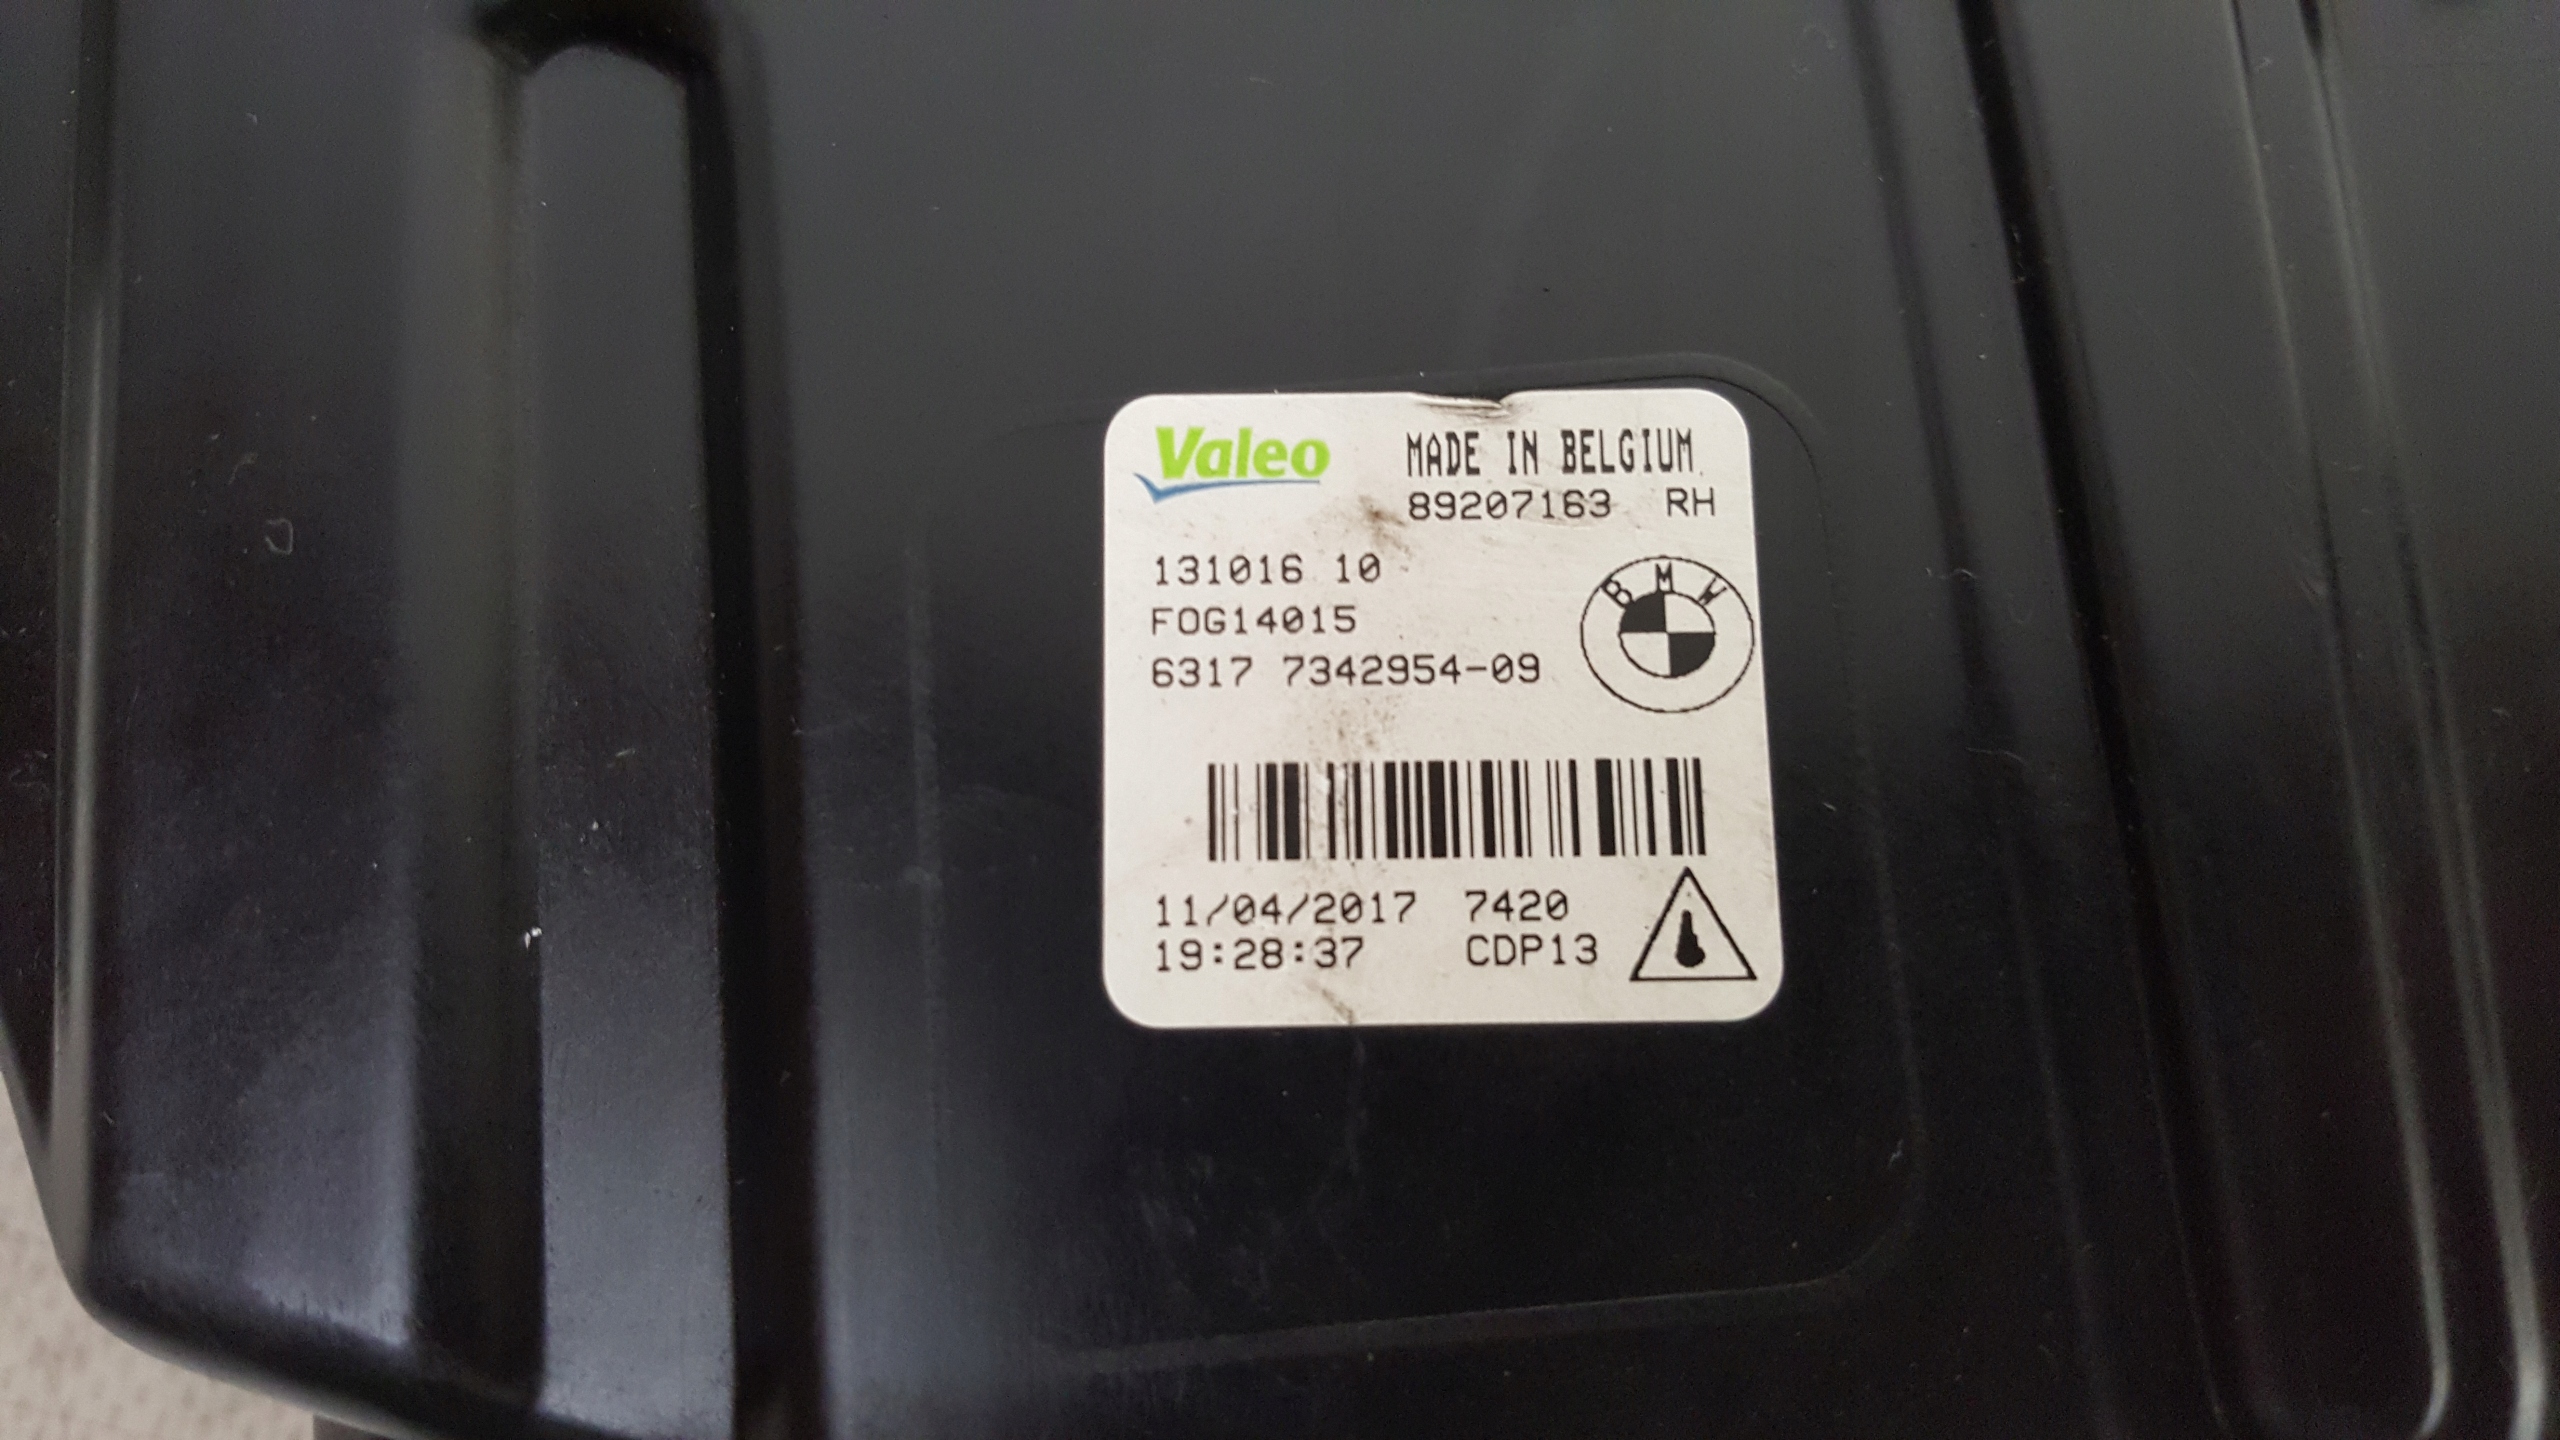 Valeo
MADE IN BELGIUM
89207163 RH
131016 10
FOG14015
6317 7342954-09
BMW
11/04/2017 7420
19:28:37 CDP13